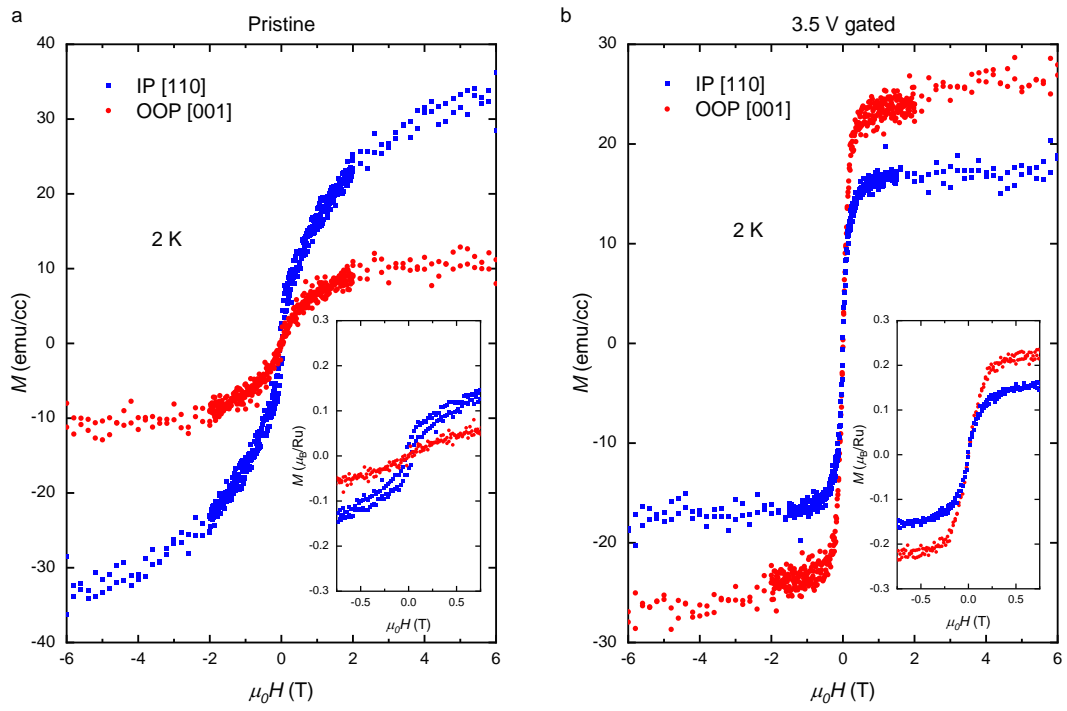 a
Pristine
40
30
20
10
0
-10
-20
-30
-40
M (emu/cc)
IP [110]
OOP [001]
2 K
-6
-4
-2
0
2
4
6
μ0H (T)
0.3
0.2
0.1
0.0
-0.1
-0.2
-0.3
M (μB/Ru)
-0.5
0.0
0.5
μ0H (T)
b
3.5 V gated
30
20
10
0
-10
-20
-30
M (emu/cc)
IP [110]
OOP [001]
2 K
-6
-4
-2
0
2
4
6
μ0H (T)
0.3
0.2
0.1
0.0
-0.1
-0.2
-0.3
M (μB/Ru)
-0.5
0.0
0.5
μ0H (T)